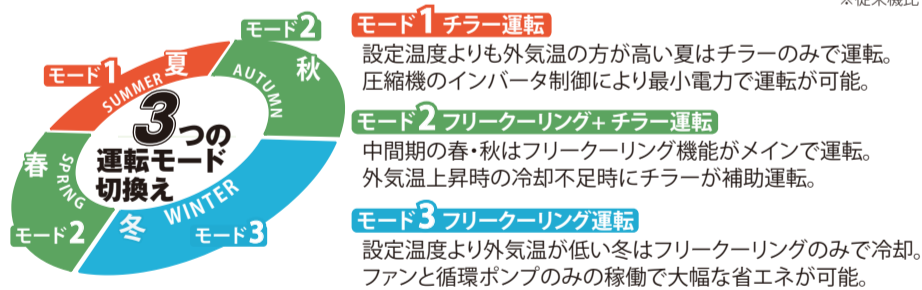 ※従来機比
モード2
モード1
夏
SUMMER
秋
AUTUMN
3つの
運転モード
切換え
春
SPRING
冬
WINTER
モード2
モード3
モード1 チラー運転
設定温度よりも外気温の方が高い夏はチラーのみで運転。
圧縮機のインバータ制御により最小電力で運転が可能。
モード2 フリークーリング+チラー運転
中間期の春・秋はフリークーリング機能がメインで運転。
外気温上昇時の冷却不足時にチラーが補助運転。
モード3 フリークーリング運転
設定温度より外気温が低い冬はフリークーリングのみで冷却。
ファンと循環ポンプのみの稼働で大幅な省エネが可能。